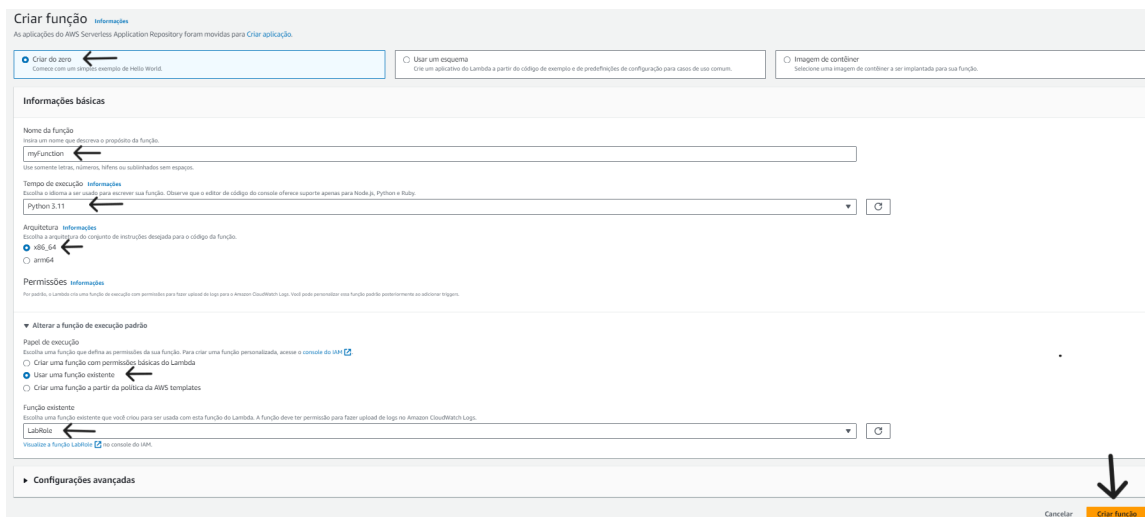 Criar função Informações
As aplicações do AWS Serverless Application Repository foram movidas para Criar aplicação.
Criar do zero
Comece com um simples exemplo de Hello World.
Usar um esquema
Crie um aplicativo do Lambda a partir do código de exemplo e de predefinições de configuração para casos de uso comum.
Imagem de contêiner
Selecione uma imagem de contêiner a ser implantada para sua função.
Informações básicas
Nome da função
Insira um nome que descreva o propósito da função.
myFunction
Use somente letras, números, hífens ou sublinhados sem espaços.
Tempo de execução Informações
Escolha o idioma a ser usado para escrever sua função. Observe que o editor de código do console oferece suporte apenas para Node.js, Python e Ruby.
Python 3.11
Arquitetura Informações
Escolha a arquitetura do conjunto de instruções desejada para o código da função.
x86_64
arm64
Permissões Informações
Por padrão, o Lambda cria uma função de execução com permissões para fazer upload de logs para o Amazon CloudWatch Logs. Você pode personalizar essa função padrão posteriormente ao adicionar triggers.
Alterar a função de execução padrão
Papel de execução
Escolha uma função que defina as permissões da sua função. Para criar uma função personalizada, acesse o console do IAM.
Criar uma função com permissões básicas do Lambda
Usar uma função existente
Criar uma função a partir da política da AWS templates
Função existente
Escolha uma função existente que você criou para ser usada com esta função do Lambda. A função deve ter permissão para fazer upload de logs no Amazon CloudWatch Logs.
LabRole
Visualize a função LabRole no console do IAM.
Configurações avançadas
Cancelar Criar função